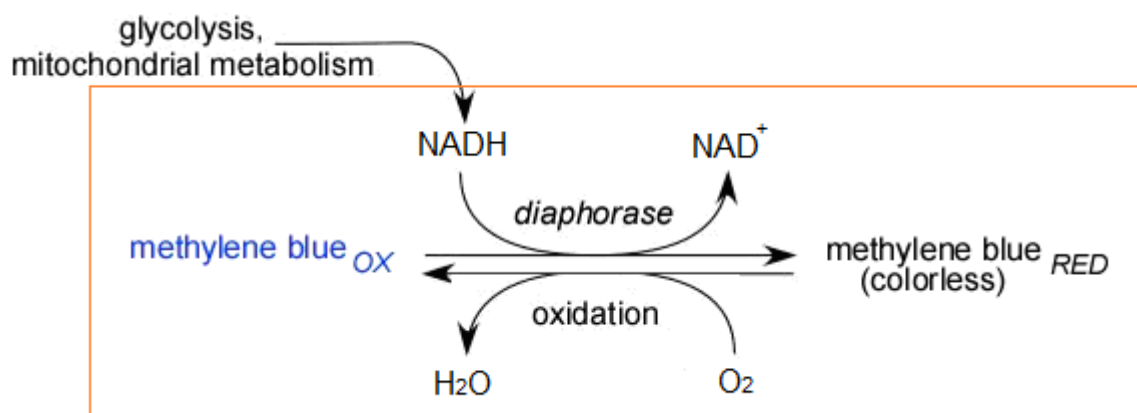 glycolysis,
mitochondrial metabolism
NADH
NAD+
diaphorase
methylene blue OX
methylene blue RED
(colorless)
oxidation
H2O
O2